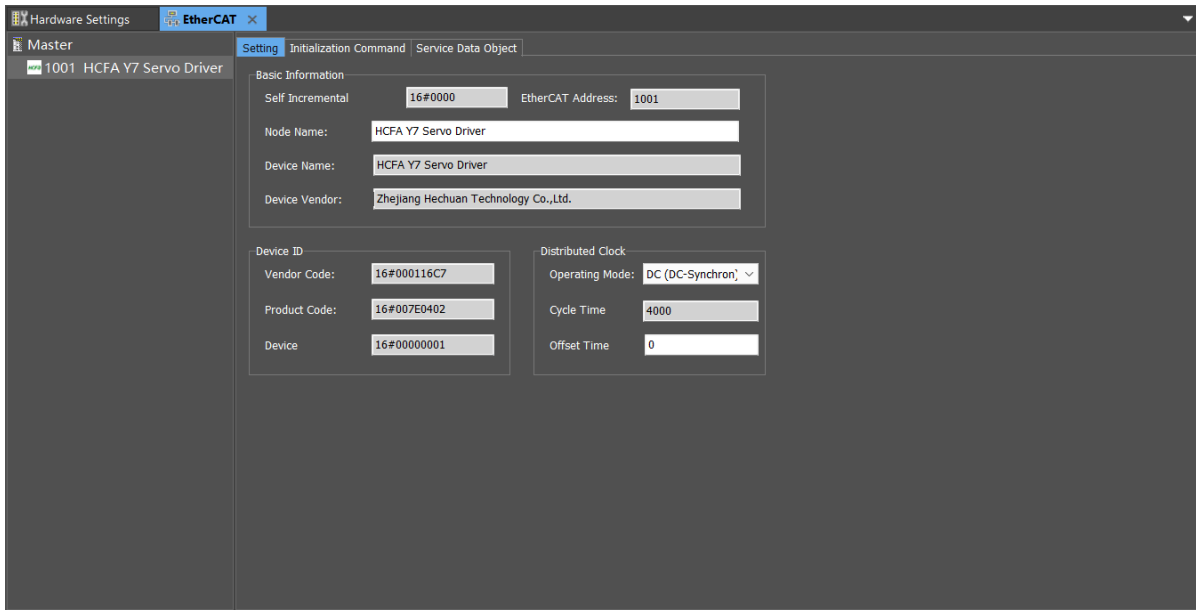 Hardware Settings
EtherCAT
Master
HCFA 1001 HCFA Y7 Servo Driver
Setting Initialization Command Service Data Object
Basic Information
Self Incremental 16#0000 EtherCAT Address: 1001
Node Name: HCFA Y7 Servo Driver
Device Name: HCFA Y7 Servo Driver
Device Vendor: Zhejiang Hechuan Technology Co.,Ltd.
Device ID
Vendor Code: 16#000116C7
Product Code: 16#007E0402
Device 16#00000001
Distributed Clock
Operating Mode: DC (DC-Synchron)
Cycle Time 4000
Offset Time 0